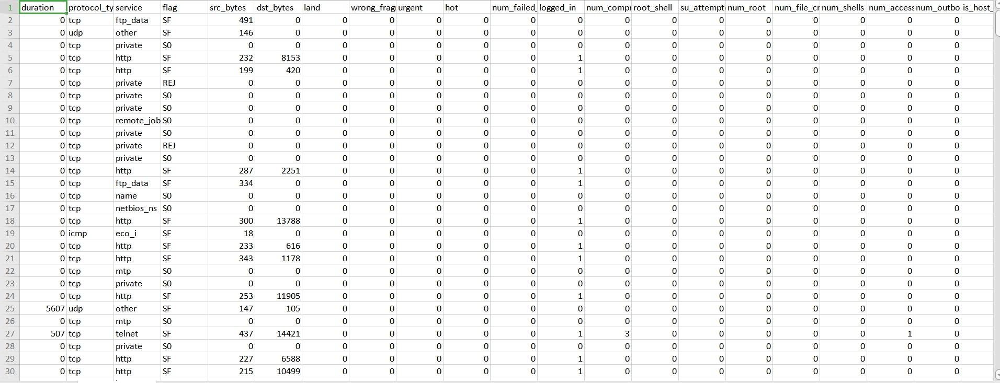 1 duration protocol_ty service flag src_bytes dst_bytes land wrong_frag urgent hot num_failed_ logged_in num_compr root_shell su_attempt num_root num_file_cr num_shells num_access num_outbo is_host_
2 0 tcp ftp_data SF 491 0 0 0 0 0 0 0 0 0 0 0 0 0 0 0
3 0 udp other SF 146 0 0 0 0 0 0 0 0 0 0 0 0 0 0 0
4 0 tcp private S0 0 0 0 0 0 0 0 0 0 0 0 0 0 0 0 0
5 0 tcp http SF 232 8153 0 0 0 0 0 1 0 0 0 0 0 0 0 0
6 0 tcp http SF 199 420 0 0 0 0 0 1 0 0 0 0 0 0 0 0
7 0 tcp private REJ 0 0 0 0 0 0 0 0 0 0 0 0 0 0 0 0
8 0 tcp private S0 0 0 0 0 0 0 0 0 0 0 0 0 0 0 0 0
9 0 tcp private S0 0 0 0 0 0 0 0 0 0 0 0 0 0 0 0 0
10 0 tcp remote_job S0 0 0 0 0 0 0 0 0 0 0 0 0 0 0 0 0
11 0 tcp private S0 0 0 0 0 0 0 0 0 0 0 0 0 0 0 0 0
12 0 tcp private REJ 0 0 0 0 0 0 0 0 0 0 0 0 0 0 0 0
13 0 tcp private S0 0 0 0 0 0 0 0 0 0 0 0 0 0 0 0 0
14 0 tcp http SF 287 2251 0 0 0 0 0 1 0 0 0 0 0 0 0 0
15 0 tcp ftp_data SF 334 0 0 0 0 0 0 1 0 0 0 0 0 0 0 0
16 0 tcp name S0 0 0 0 0 0 0 0 0 0 0 0 0 0 0 0 0
17 0 tcp netbios_ns S0 0 0 0 0 0 0 0 0 0 0 0 0 0 0 0 0
18 0 tcp http SF 300 13788 0 0 0 0 0 1 0 0 0 0 0 0 0 0
19 0 icmp eco_i SF 18 0 0 0 0 0 0 0 0 0 0 0 0 0 0 0
20 0 tcp http SF 233 616 0 0 0 0 0 1 0 0 0 0 0 0 0 0
21 0 tcp http SF 343 1178 0 0 0 0 0 1 0 0 0 0 0 0 0 0
22 0 tcp mtp S0 0 0 0 0 0 0 0 0 0 0 0 0 0 0 0 0
23 0 tcp private S0 0 0 0 0 0 0 0 0 0 0 0 0 0 0 0 0
24 0 tcp http SF 253 11905 0 0 0 0 0 1 0 0 0 0 0 0 0 0
25 5607 udp other SF 147 105 0 0 0 0 0 0 0 0 0 0 0 0 0 0
26 0 tcp mtp S0 0 0 0 0 0 0 0 0 0 0 0 0 0 0 0 0
27 507 tcp telnet SF 437 14421 0 0 0 0 0 1 3 0 0 0 0 0 1 0
28 0 tcp private S0 0 0 0 0 0 0 0 0 0 0 0 0 0 0 0 0
29 0 tcp http SF 227 6588 0 0 0 0 0 1 0 0 0 0 0 0 0 0
30 0 tcp http SF 215 10499 0 0 0 0 0 1 0 0 0 0 0 0 0 0